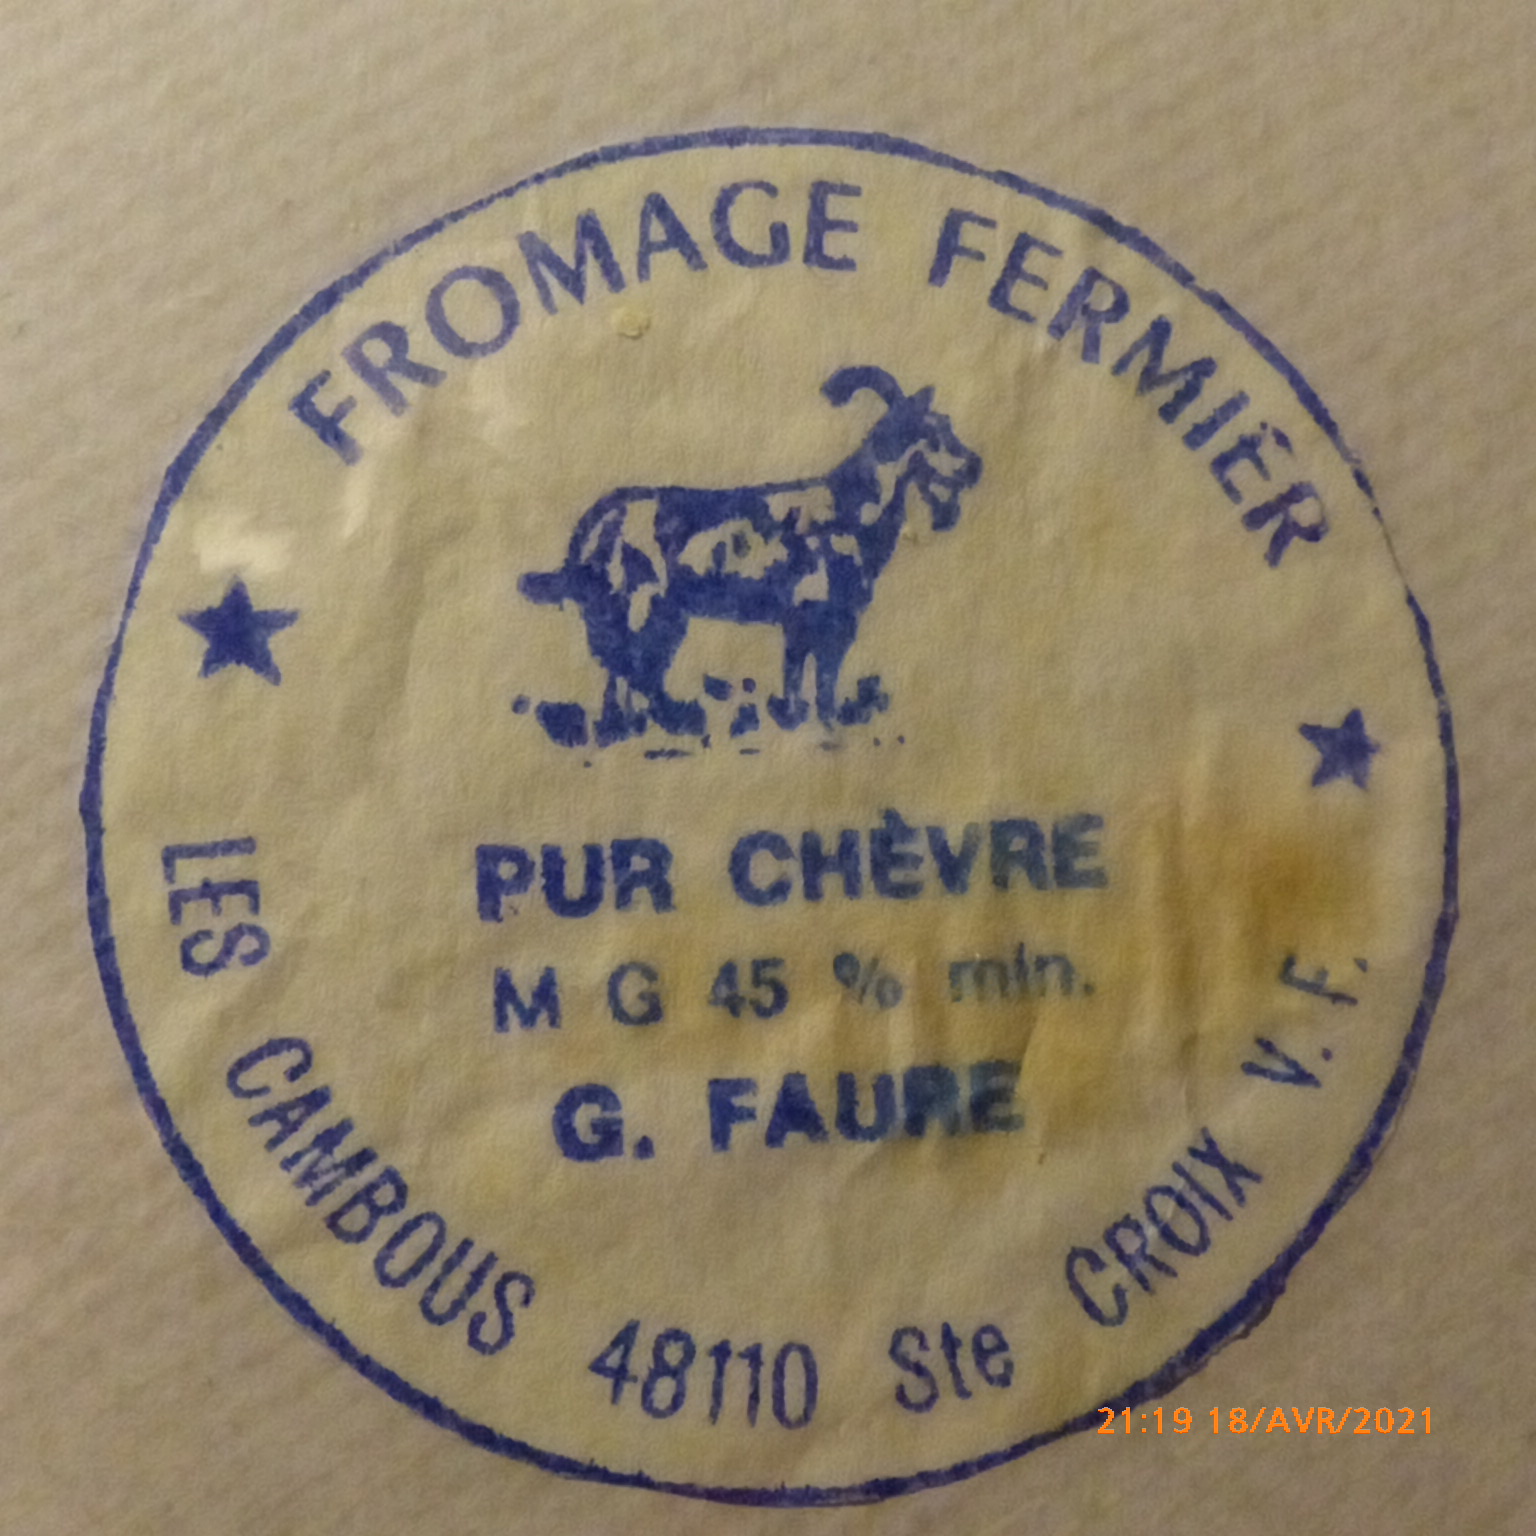 FROMAGE FERMIER
PUR CHÈVRE
M G 45 % min.
G. FAURE
LES CAMBOUS 48110 Ste CROIX V. F.
21:19 18/AVR/2021